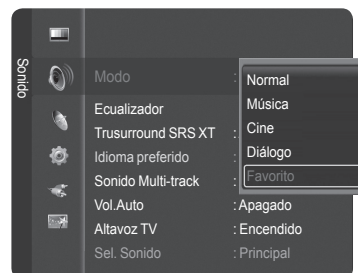 Sonido
Modo :
Normal
Música
Cine
Diálogo
Favorito
Ecualizador
Trusurround SRS XT :
Idioma preferido :
Sonido Multi-track :
Vol.Auto : Apagado
Altavoz TV : Encendido
Sel. Sonido : Principal